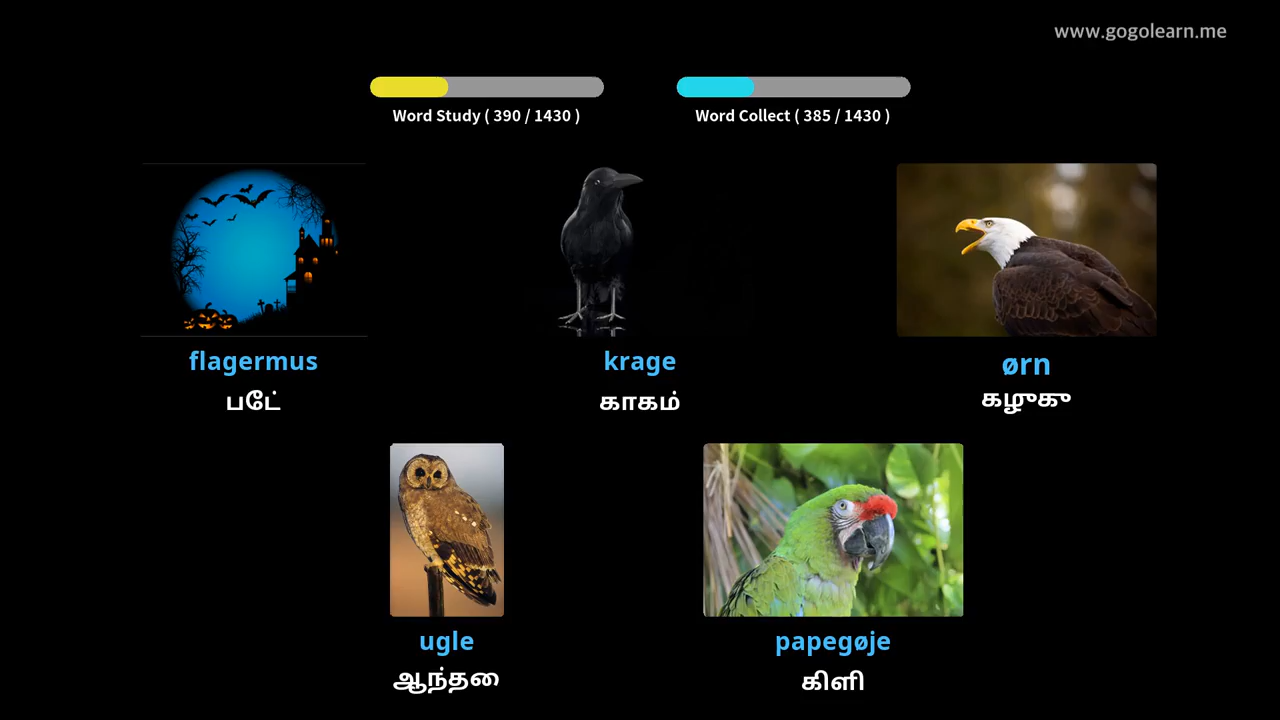 www.gogolearn.me
Word Study ( 390 / 1430 )
Word Collect ( 385 / 1430 )
flagermus
krage
ørn
படே்
காகம்
கழுகு
ugle
papegøje
ஆந்தை
கிளி